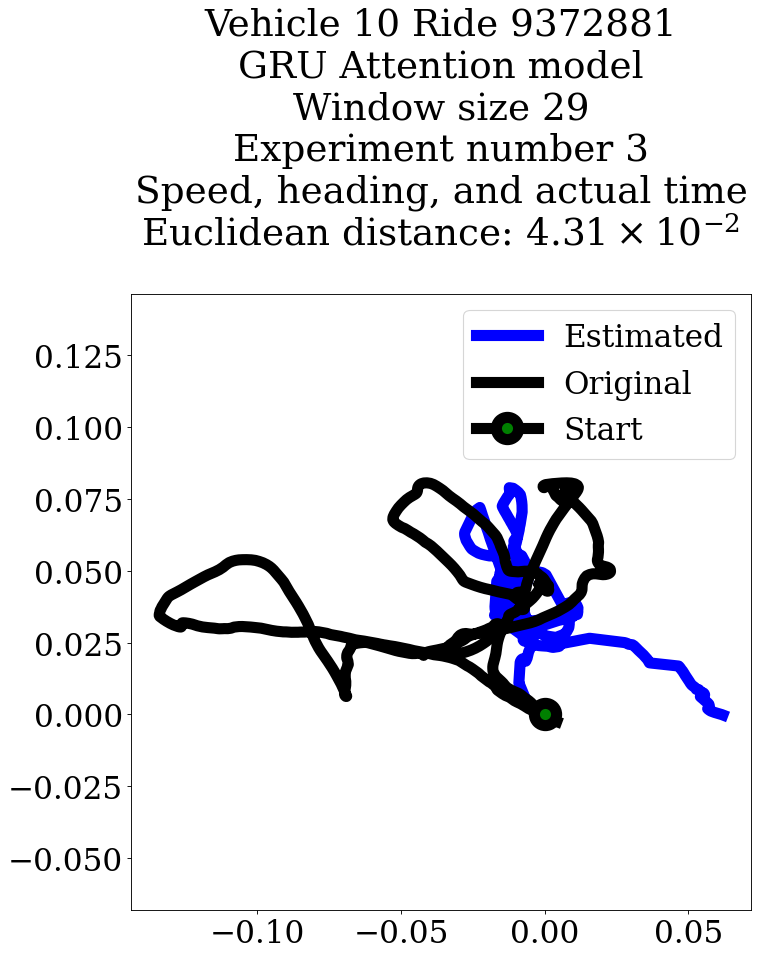 Vehicle 10 Ride 9372881
GRU Attention model
Window size 29
Experiment number 3
Speed, heading, and actual time
Euclidean distance: 4.31 × 10⁻²
Estimated
Original
Start
0.125
0.100
0.075
0.050
0.025
0.000
−0.025
−0.050
−0.10 −0.05 0.00 0.05